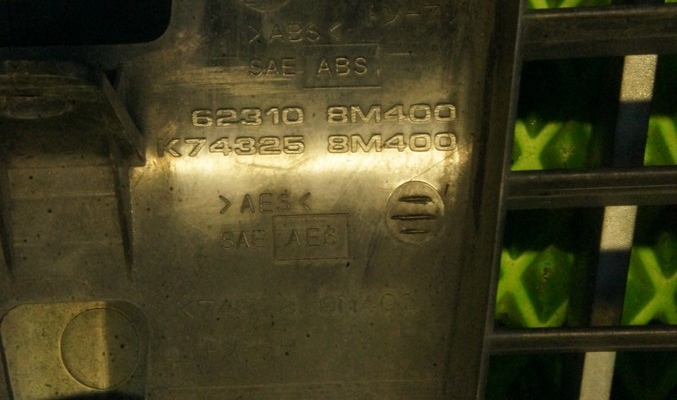 >ABS<
SAE ABS
62310 8M400
K74325 8M400
>AES<
SAE AES